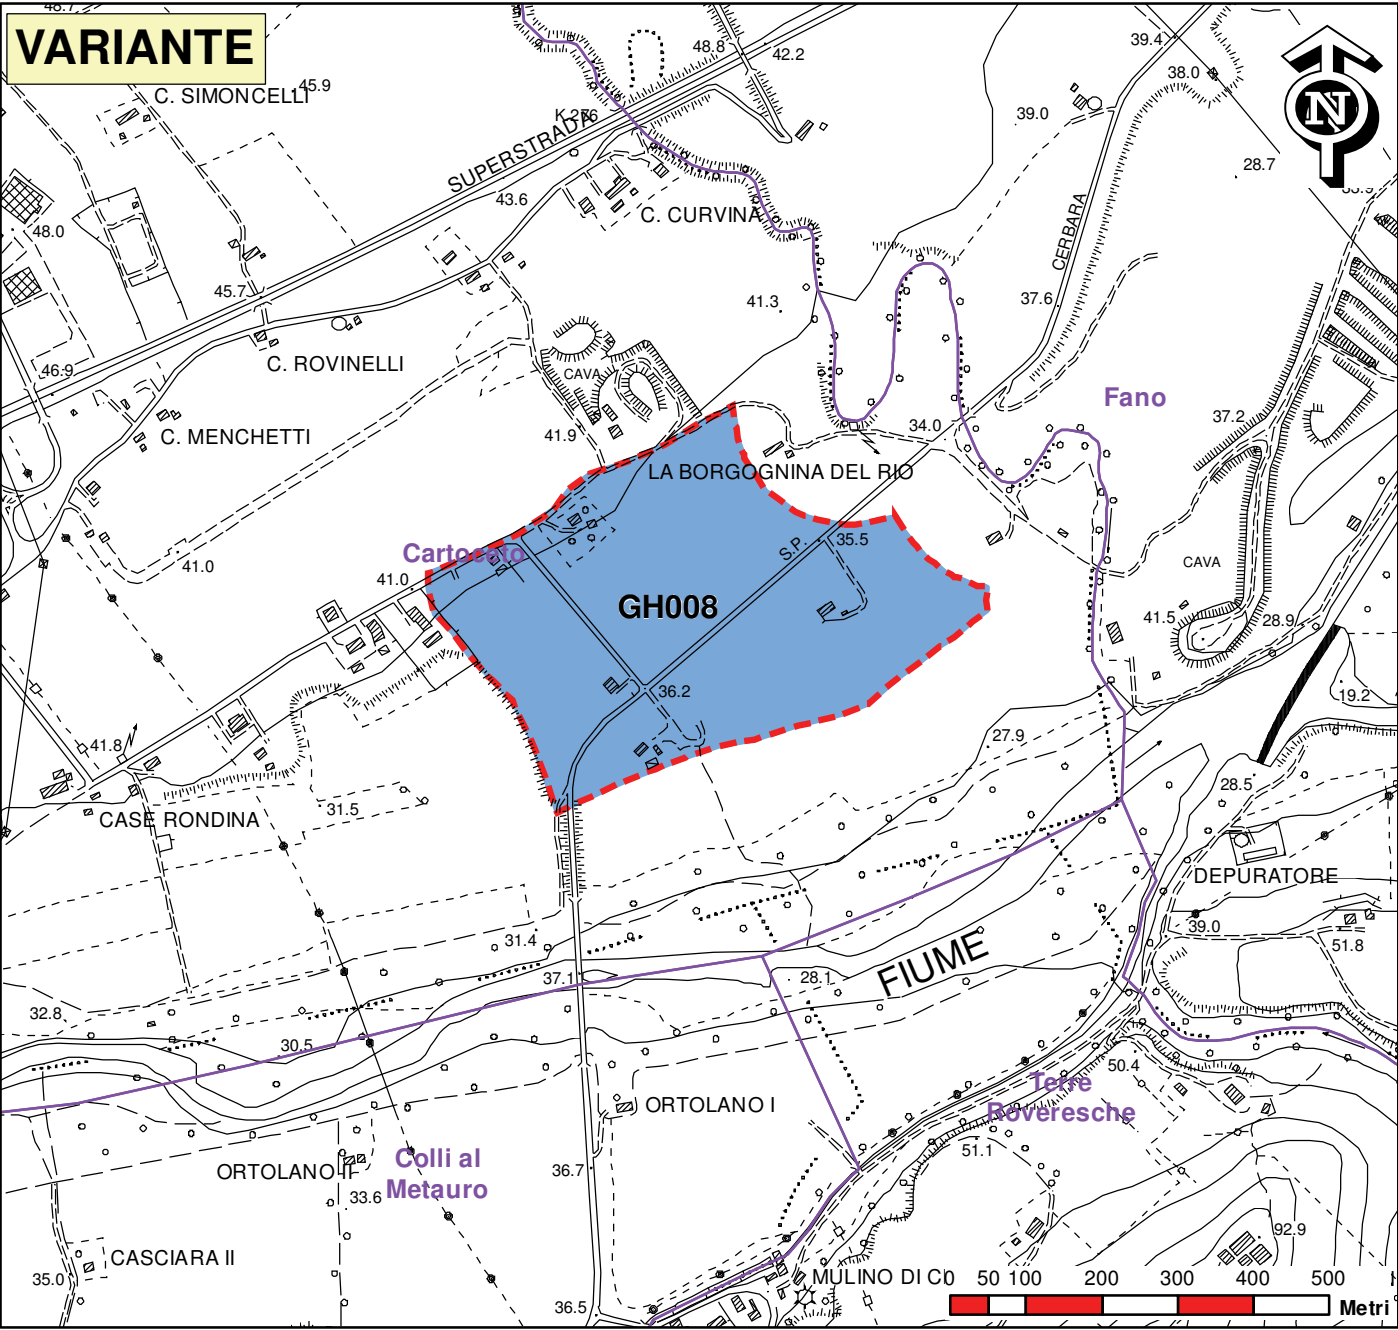 48.7
VARIANTE
C. SIMONCELLI
45.9
48.8
42.2
39.4
38.0
N
39.0
28.7
SUPERSTRADA
43.6
C. CURVINA
CERBARA
48.0
45.7
41.3
37.6
46.9
C. ROVINELLI
CAVA
Fano
37.2
C. MENCHETTI
41.9
34.0
LA BORGOGNINA DEL RIO
Cartoceto
S.P.
35.5
41.0
41.0
CAVA
GH008
41.5
28.9
36.2
19.2
41.8
27.9
28.5
CASE RONDINA
31.5
DEPURATORE
39.0
51.8
31.4
37.1
28.1
FIUME
32.8
30.5
50.4
Terre
Roveresche
ORTOLANO I
51.1
Colli al
Metauro
ORTOLANO II
36.7
33.6
92.9
CASCIARA II
35.0
MULINO DI CI
36.5
0 50 100 200 300 400 500
Metri